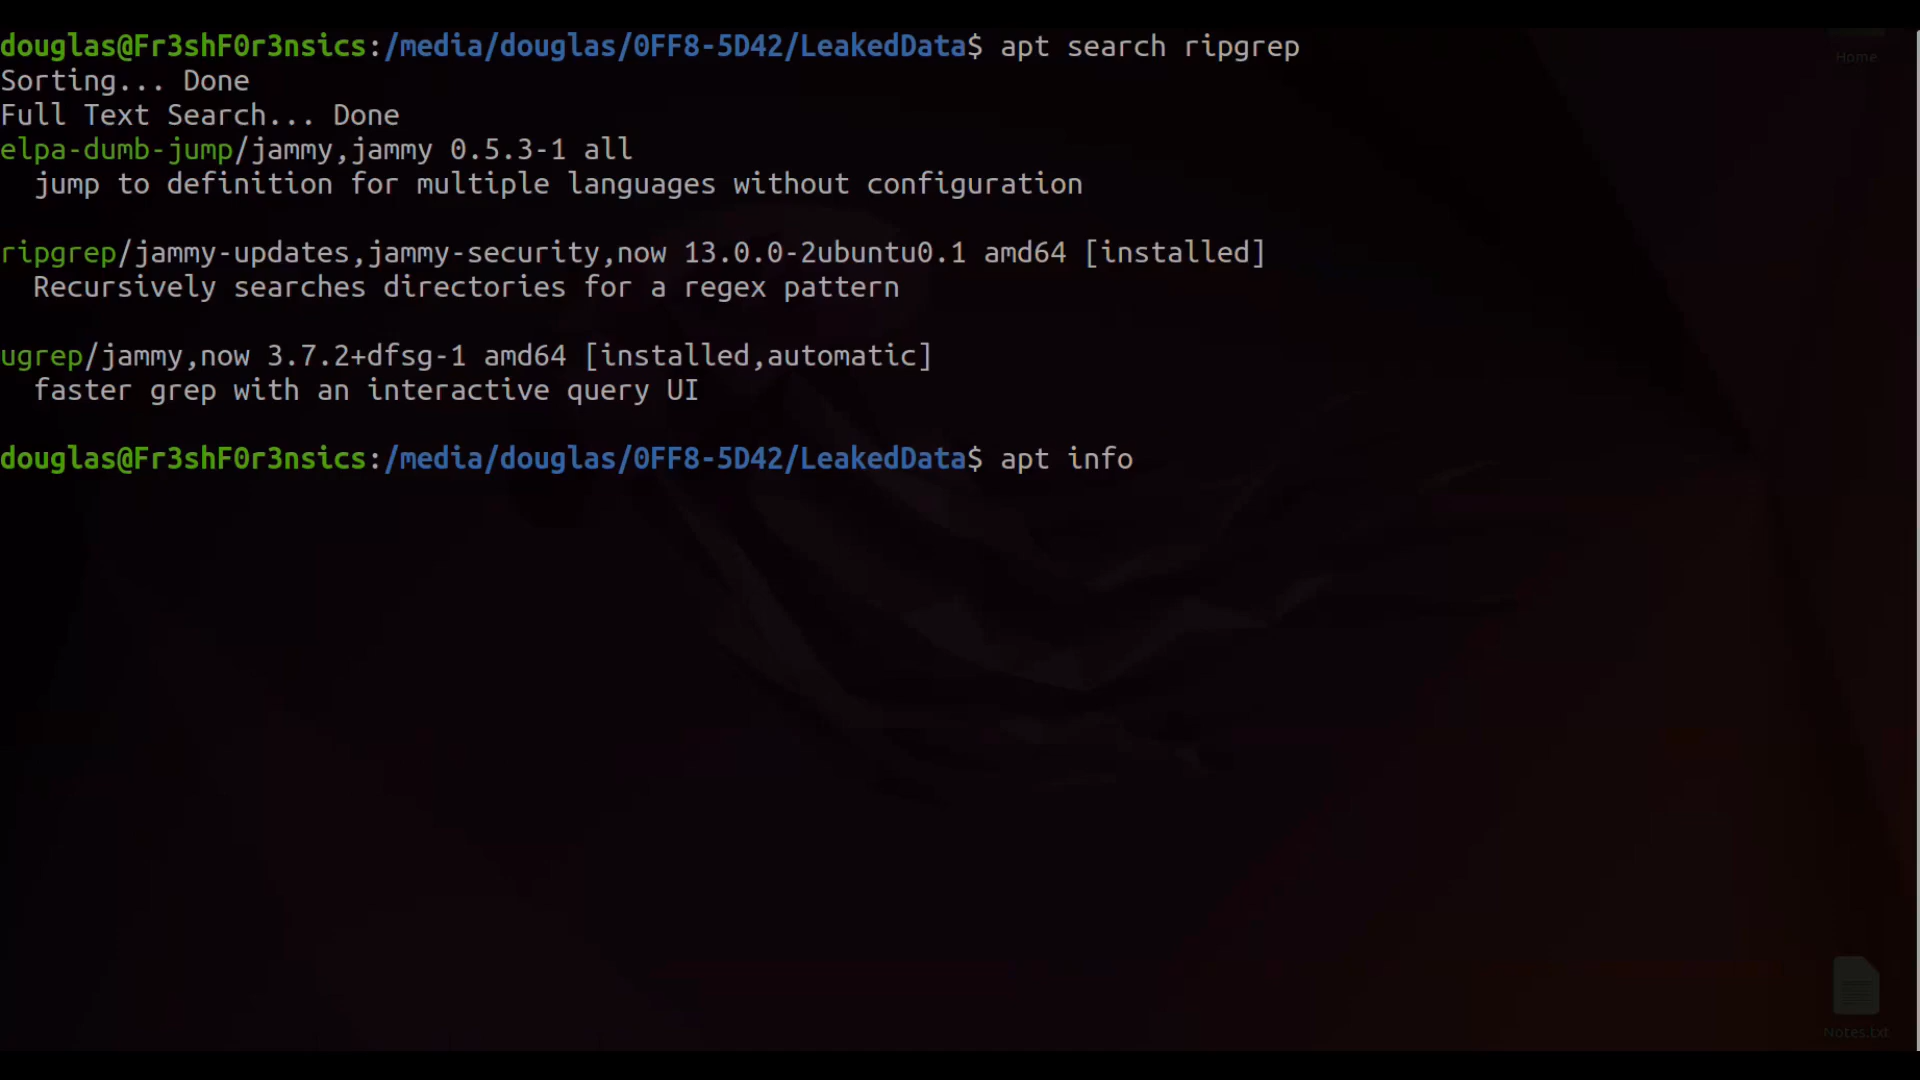 douglas@Fr3shF0r3nsics:/media/douglas/0FF8-5D42/LeakedData$ apt search ripgrep
Home
Sorting... Done
Full Text Search... Done
elpa-dumb-jump/jammy,jammy 0.5.3-1 all
  jump to definition for multiple languages without configuration

ripgrep/jammy-updates,jammy-security,now 13.0.0-2ubuntu0.1 amd64 [installed]
  Recursively searches directories for a regex pattern

ugrep/jammy,now 3.7.2+dfsg-1 amd64 [installed,automatic]
  faster grep with an interactive query UI

douglas@Fr3shF0r3nsics:/media/douglas/0FF8-5D42/LeakedData$ apt info
Notes.txt